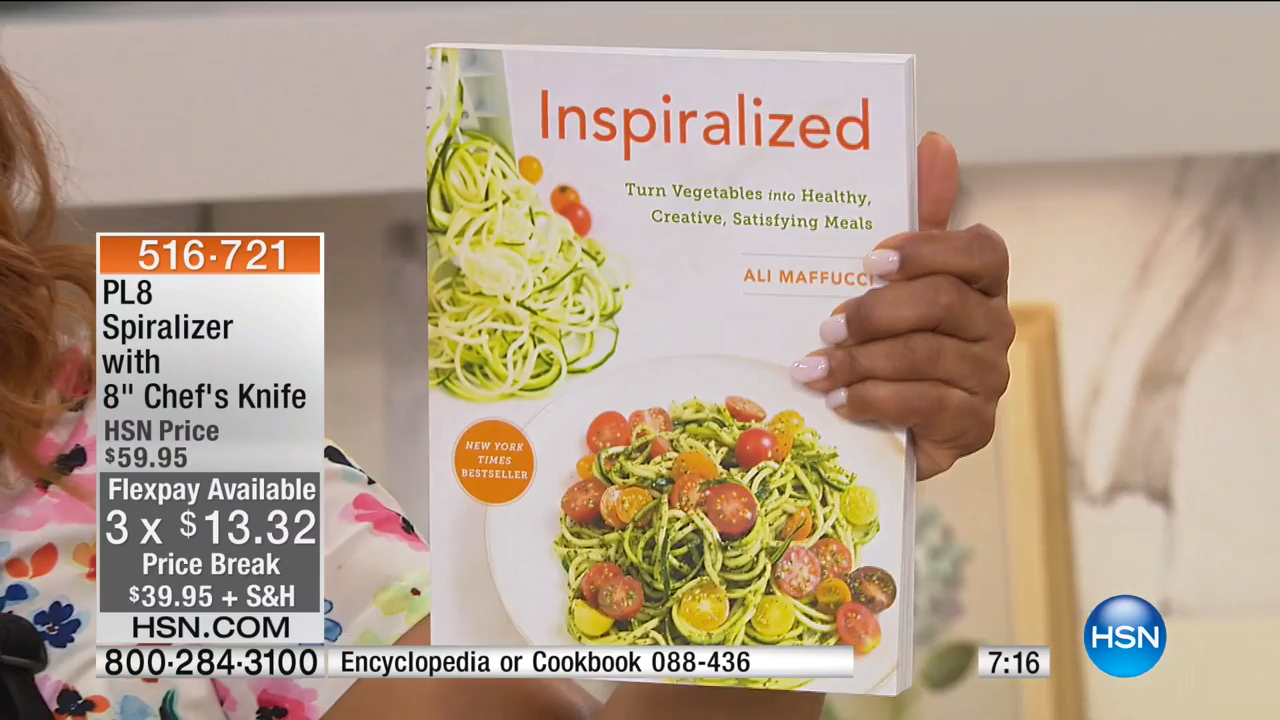 Inspiralized
Turn Vegetables into Healthy,
Creative, Satisfying Meals
ALI MAFFUCCI
NEW YORK
TIMES
BESTSELLER
516-721
PL8
Spiralizer
with
8" Chef's Knife
HSN Price
$59.95
Flexpay Available
3 x $13.32
Price Break
$39.95 + S&H
HSN.COM
800·284·3100
Encyclopedia or Cookbook 088-436
7:16
HSN